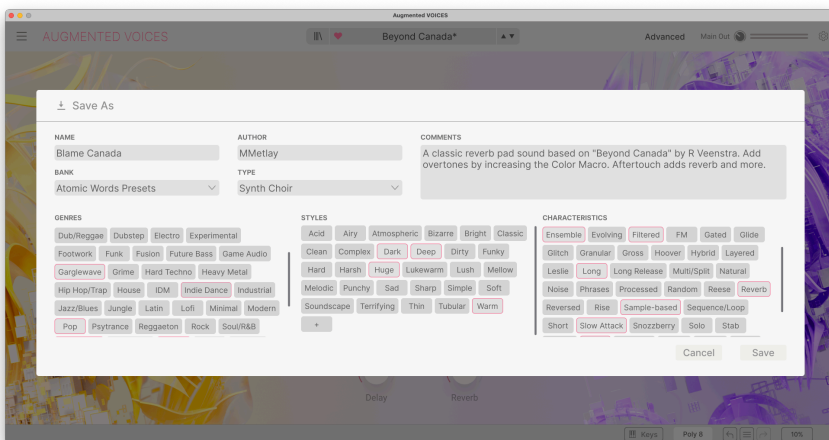 Augmented VOICES
AUGMENTED VOICES
Beyond Canada*
Advanced
Main Out
Save As
NAME
Blame Canada
AUTHOR
MMetlay
COMMENTS
A classic reverb pad sound based on "Beyond Canada" by R Veenstra. Add
overtones by increasing the Color Macro. Aftertouch adds reverb and more.
BANK
Atomic Words Presets
TYPE
Synth Choir
GENRES
Dub/Reggae Dubstep Electro Experimental
Footwork Funk Fusion Future Bass Game Audio
Garglewave Grime Hard Techno Heavy Metal
Hip Hop/Trap House IDM Indie Dance Industrial
Jazz/Blues Jungle Latin Lofi Minimal Modern
Pop Psytrance Reggaeton Rock Soul/R&B
STYLES
Acid Airy Atmospheric Bizarre Bright Classic
Clean Complex Dark Deep Dirty Funky
Hard Harsh Huge Lukewarm Lush Mellow
Melodic Punchy Sad Sharp Simple Soft
Soundscape Terrifying Thin Tubular Warm
+
CHARACTERISTICS
Ensemble Evolving Filtered FM Gated Glide
Glitch Granular Gross Hoover Hybrid Layered
Leslie Long Long Release Multi/Split Natural
Noise Phrases Processed Random Reese Reverb
Reversed Rise Sample-based Sequence/Loop
Short Slow Attack Snozzberry Solo Stab
Cancel
Save
Delay
Reverb
Keys
Poly 8
10%